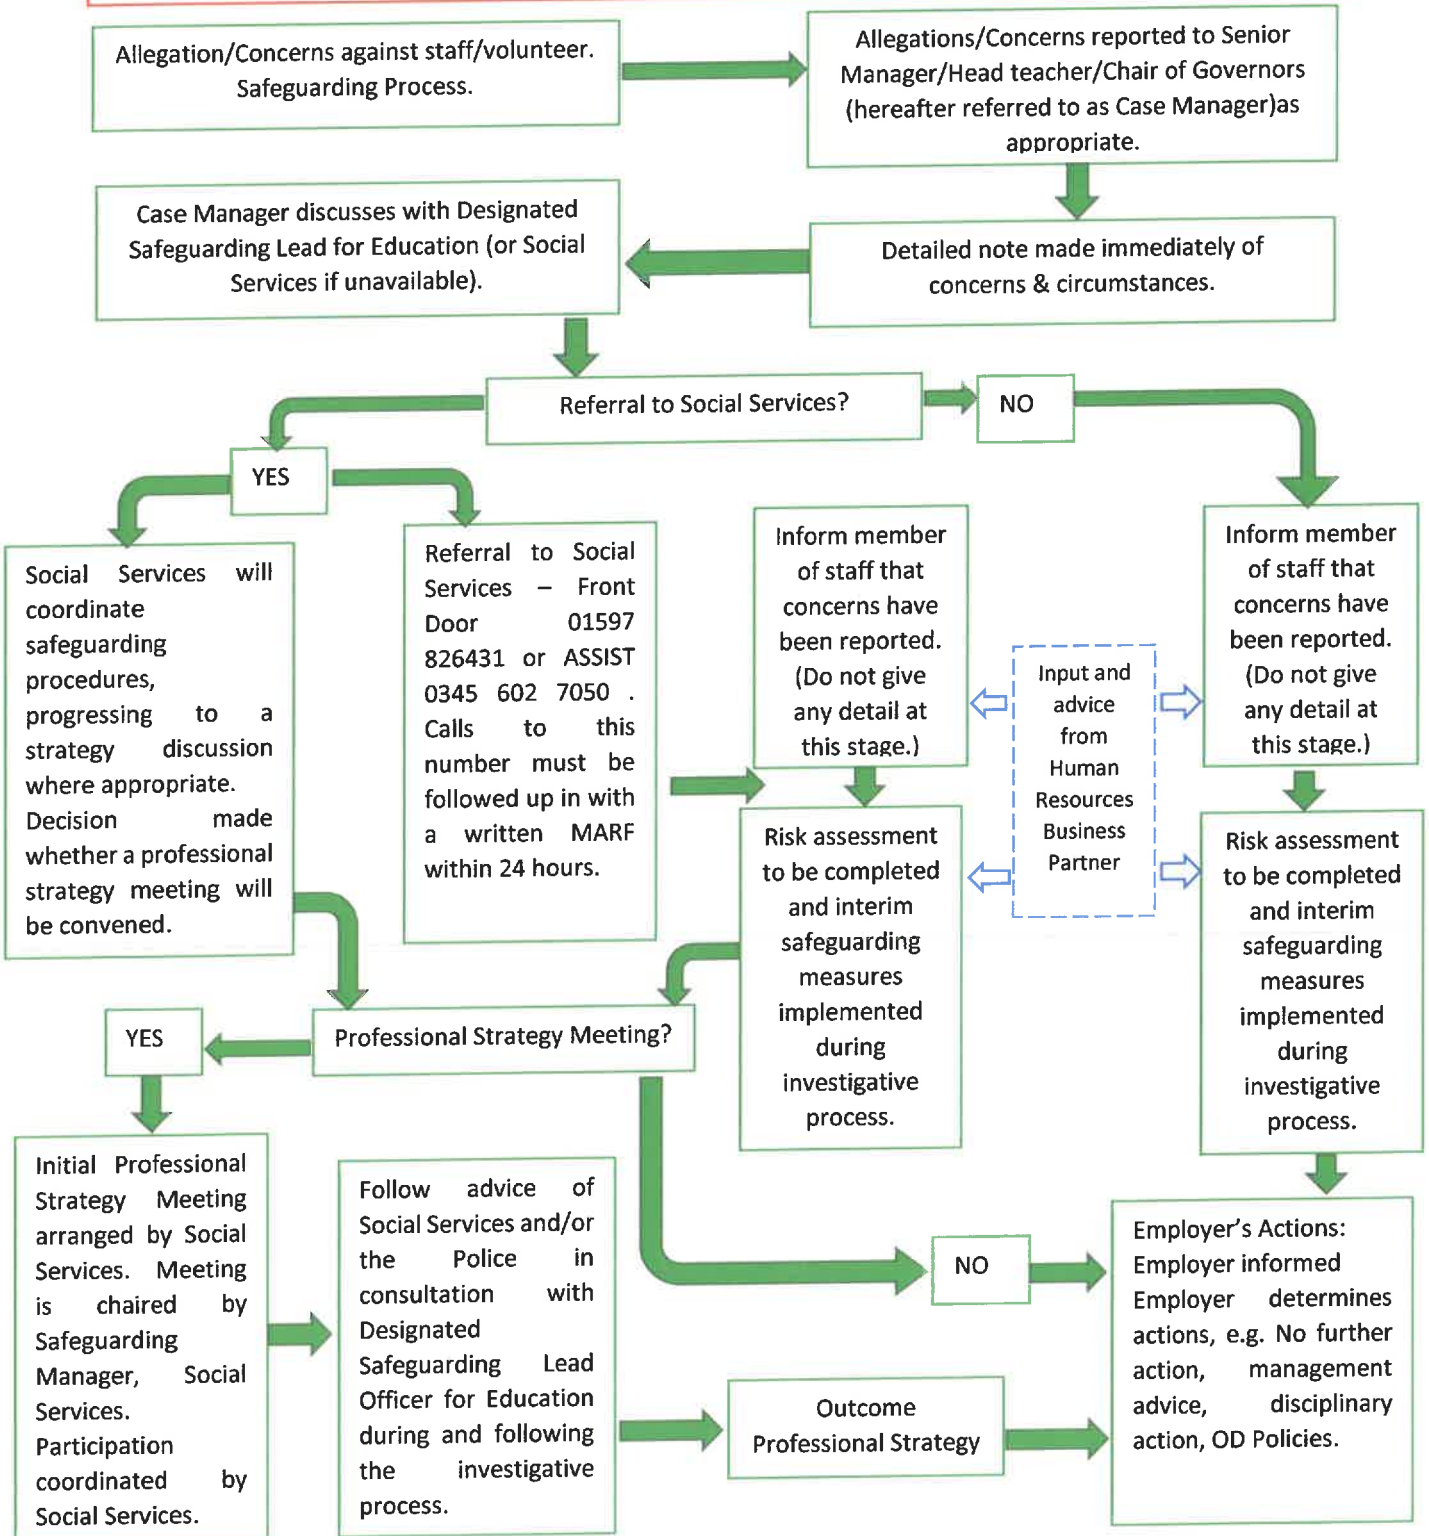 Allegation/Concerns against staff/volunteer.
Safeguarding Process.
Allegations/Concerns reported to Senior
Manager/Head teacher/Chair of Governors
(hereafter referred to as Case Manager)as
appropriate.
Case Manager discusses with Designated
Safeguarding Lead for Education (or Social
Services if unavailable).
Detailed note made immediately of
concerns & circumstances.
Referral to Social Services?
NO
YES
Social Services will
coordinate
safeguarding
procedures,
progressing to a
strategy discussion
where appropriate.
Decision made
whether a professional
strategy meeting will
be convened.
Referral to Social
Services – Front
Door 01597
826431 or ASSIST
0345 602 7050 .
Calls to this
number must be
followed up in with
a written MARF
within 24 hours.
Inform member
of staff that
concerns have
been reported.
(Do not give
any detail at
this stage.)
Input and
advice
from
Human
Resources
Business
Partner
Inform member
of staff that
concerns have
been reported.
(Do not give
any detail at
this stage.)
Risk assessment
to be completed
and interim
safeguarding
measures
implemented
during
investigative
process.
Risk assessment
to be completed
and interim
safeguarding
measures
implemented
during
investigative
process.
YES
Professional Strategy Meeting?
Initial Professional
Strategy Meeting
arranged by Social
Services. Meeting
is chaired by
Safeguarding
Manager, Social
Services.
Participation
coordinated by
Social Services.
Follow advice of
Social Services and/or
the Police in
consultation with
Designated
Safeguarding Lead
Officer for Education
during and following
the investigative
process.
NO
Outcome
Professional Strategy
Employer's Actions:
Employer informed
Employer determines
actions, e.g. No further
action, management
advice, disciplinary
action, OD Policies.